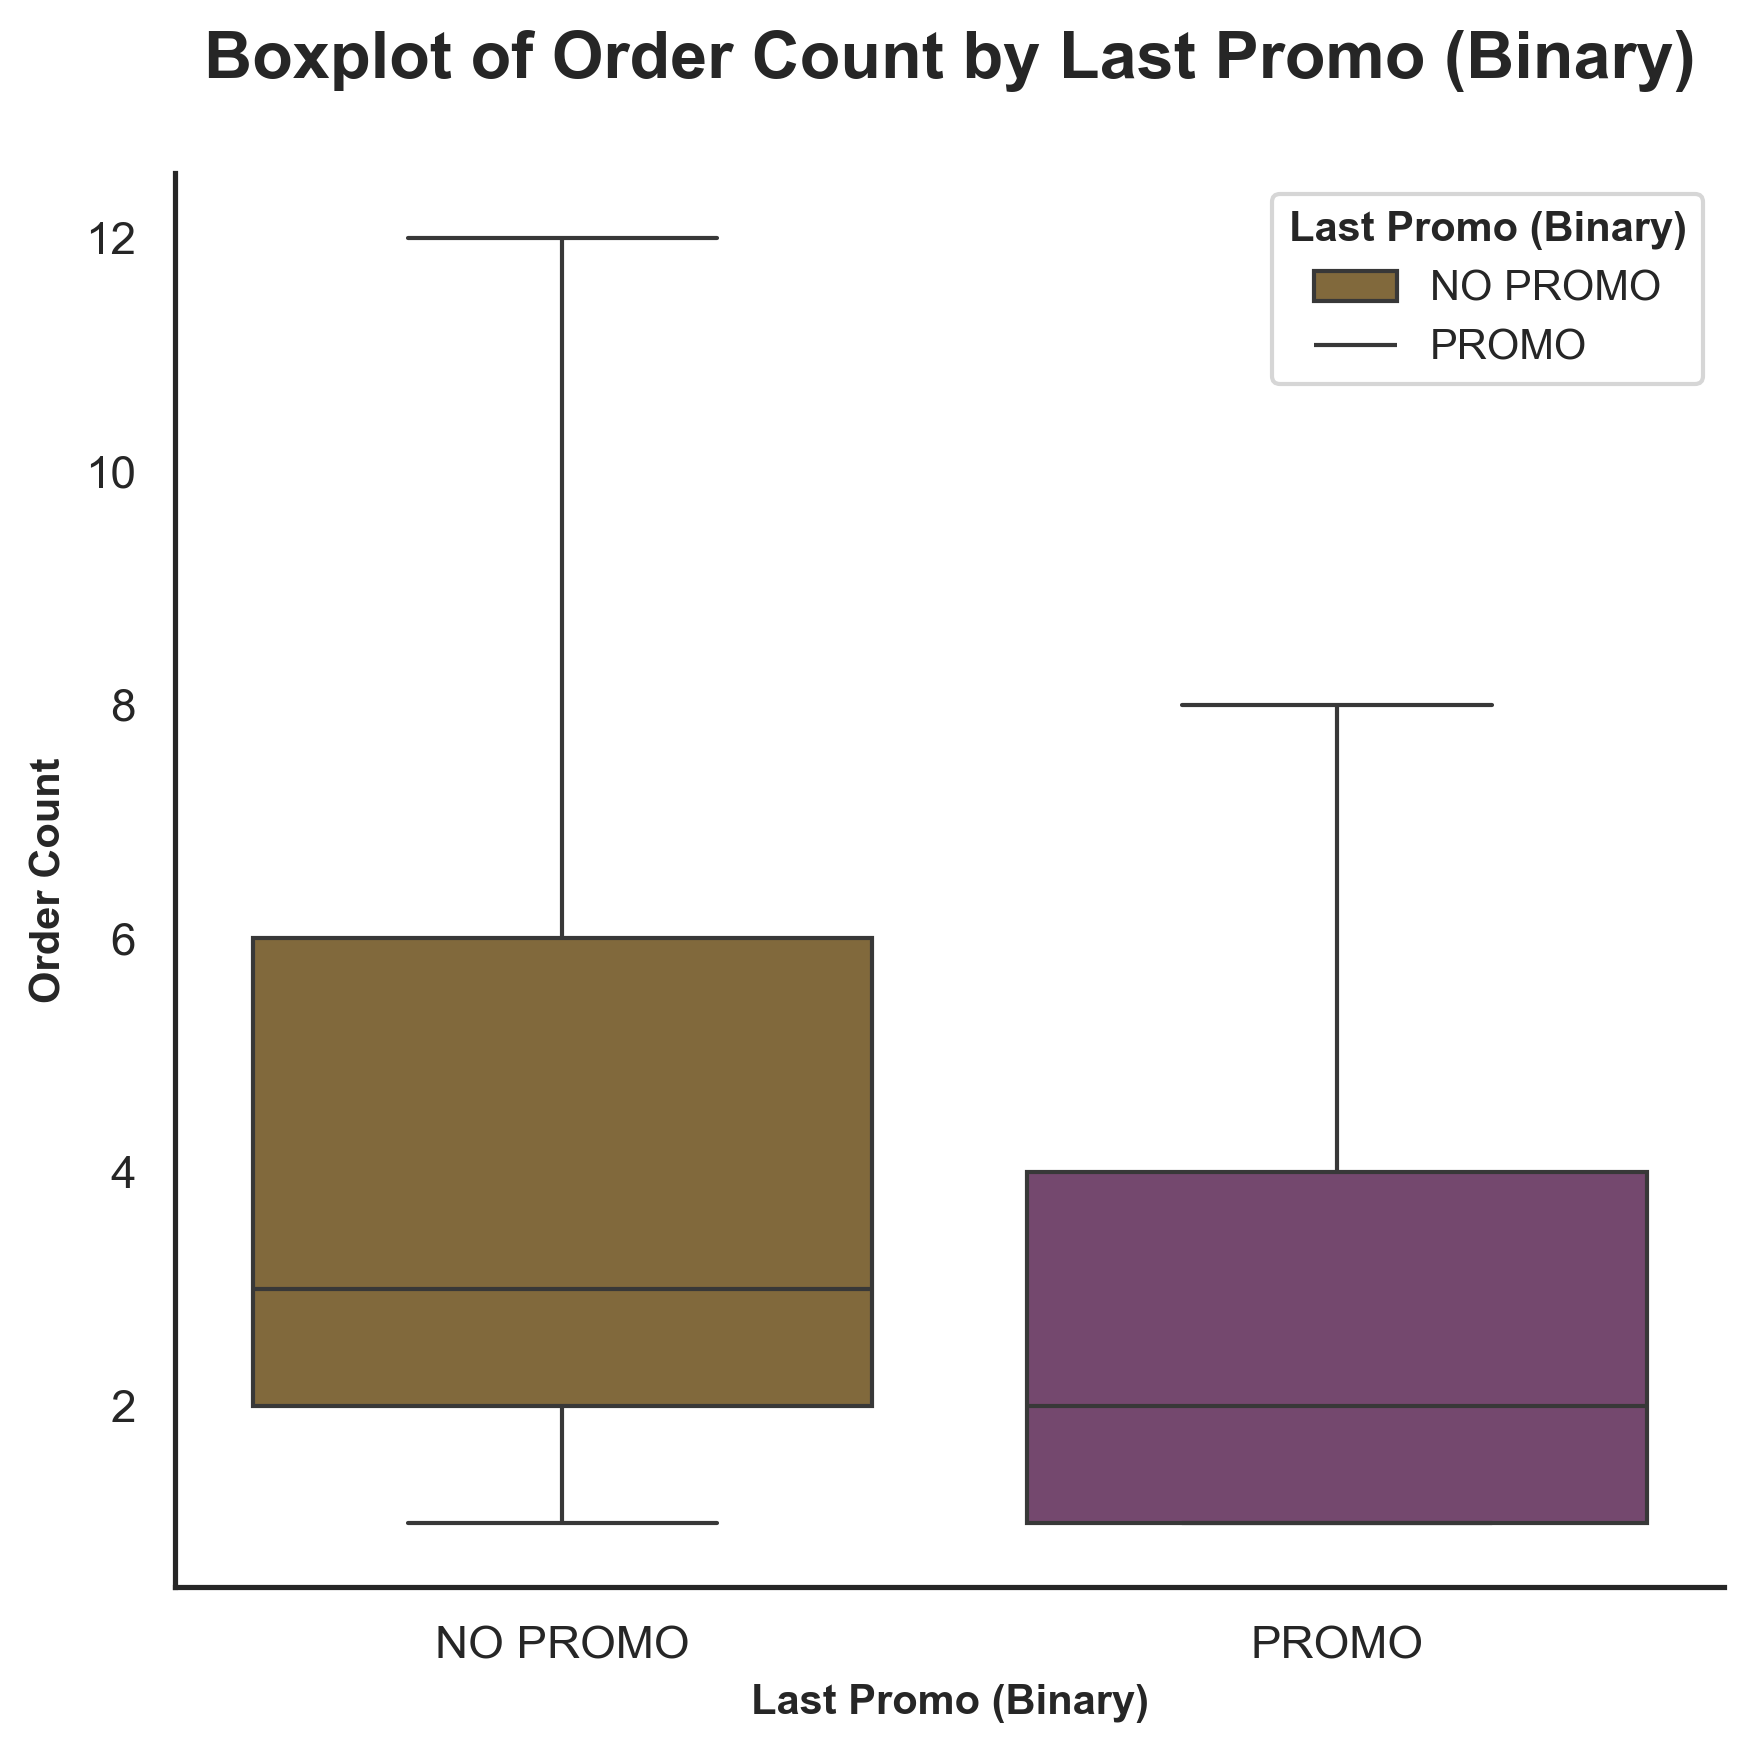 Boxplot of Order Count by Last Promo (Binary)
Last Promo (Binary)
NO PROMO
PROMO
12
10
8
6
4
2
Order Count
NO PROMO
PROMO
Last Promo (Binary)